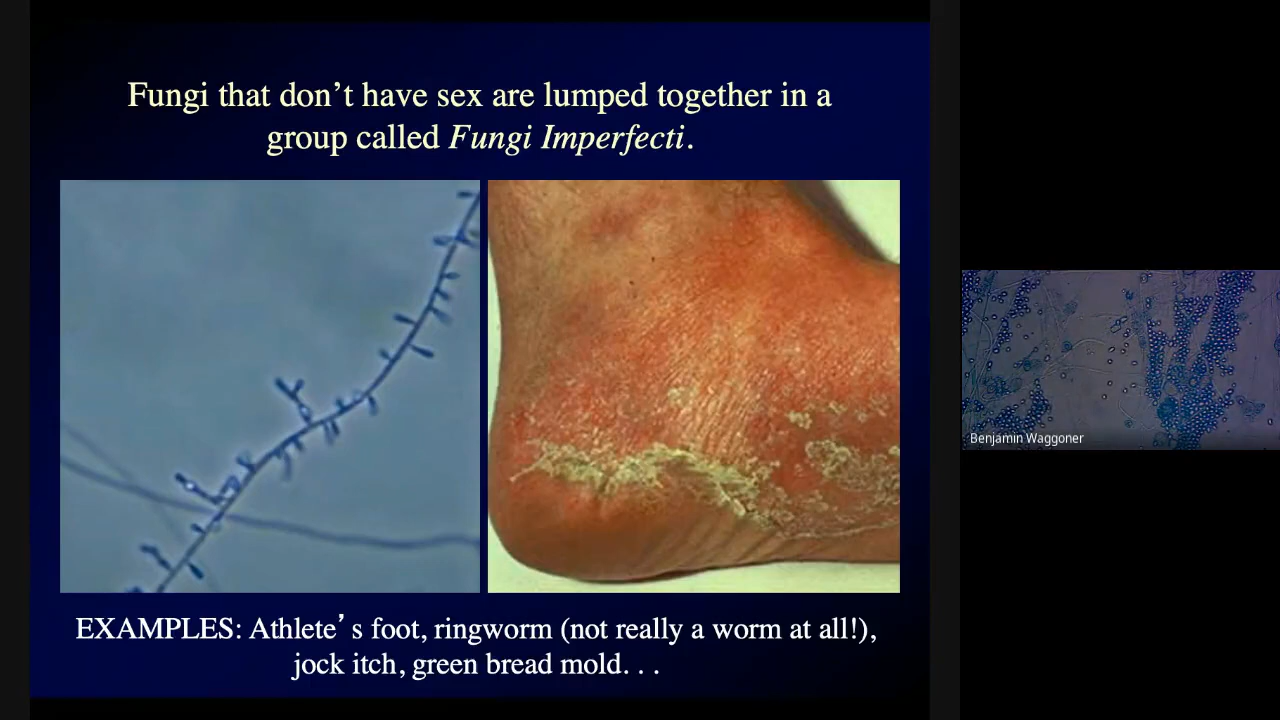 Fungi that don’t have sex are lumped together in a
group called Fungi Imperfecti.
EXAMPLES: Athlete’s foot, ringworm (not really a worm at all!),
jock itch, green bread mold. . .
Benjamin Waggoner